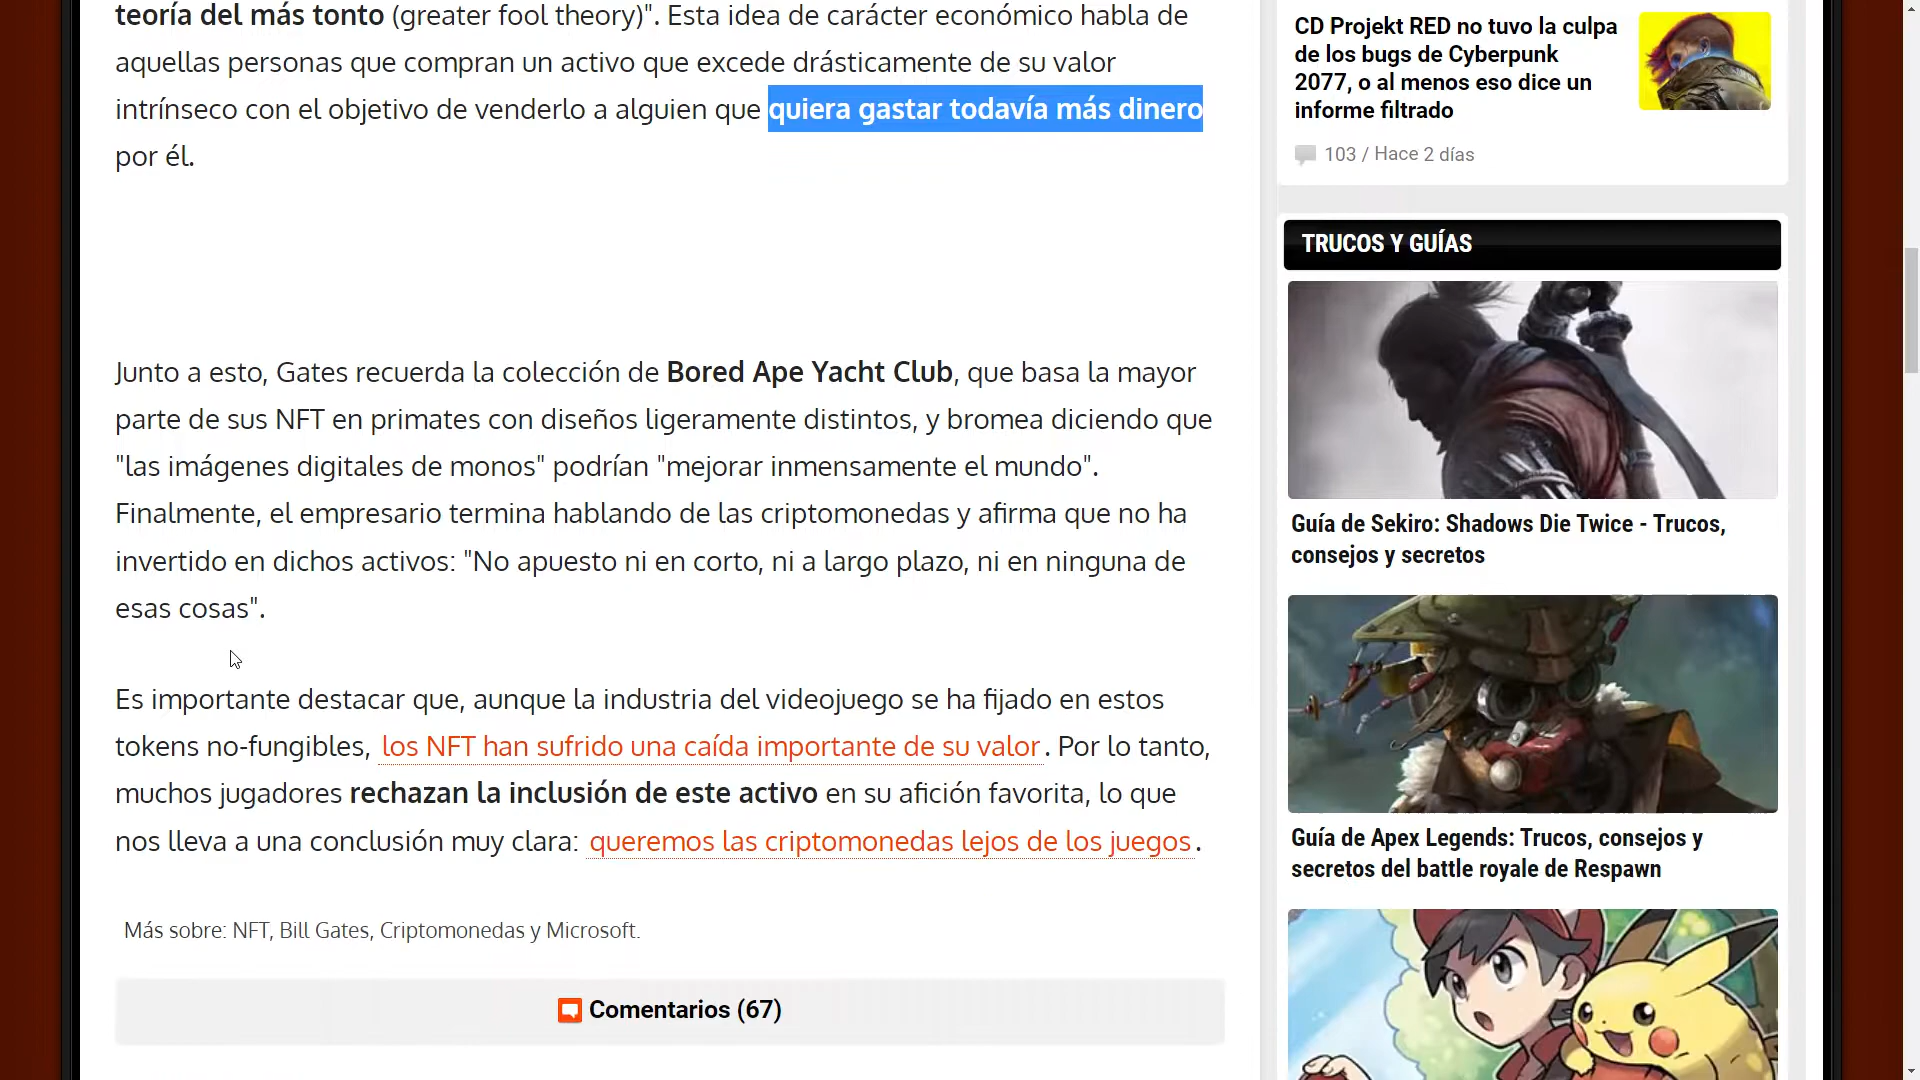 teoría del más tonto (greater fool theory)". Esta idea de carácter económico habla de
aquellas personas que compran un activo que excede drásticamente de su valor
intrínseco con el objetivo de venderlo a alguien que quiera gastar todavía más dinero
por él.
Junto a esto, Gates recuerda la colección de Bored Ape Yacht Club, que basa la mayor
parte de sus NFT en primates con diseños ligeramente distintos, y bromea diciendo que
"las imágenes digitales de monos" podrían "mejorar inmensamente el mundo".
Finalmente, el empresario termina hablando de las criptomonedas y afirma que no ha
invertido en dichos activos: "No apuesto ni en corto, ni a largo plazo, ni en ninguna de
esas cosas".
Es importante destacar que, aunque la industria del videojuego se ha fijado en estos
tokens no-fungibles, los NFT han sufrido una caída importante de su valor. Por lo tanto,
muchos jugadores rechazan la inclusión de este activo en su afición favorita, lo que
nos lleva a una conclusión muy clara: queremos las criptomonedas lejos de los juegos.
Más sobre: NFT, Bill Gates, Criptomonedas y Microsoft.
Comentarios (67)
CD Projekt RED no tuvo la culpa
de los bugs de Cyberpunk
2077, o al menos eso dice un
informe filtrado
103 / Hace 2 días
TRUCOS Y GUÍAS
Guía de Sekiro: Shadows Die Twice - Trucos,
consejos y secretos
Guía de Apex Legends: Trucos, consejos y
secretos del battle royale de Respawn